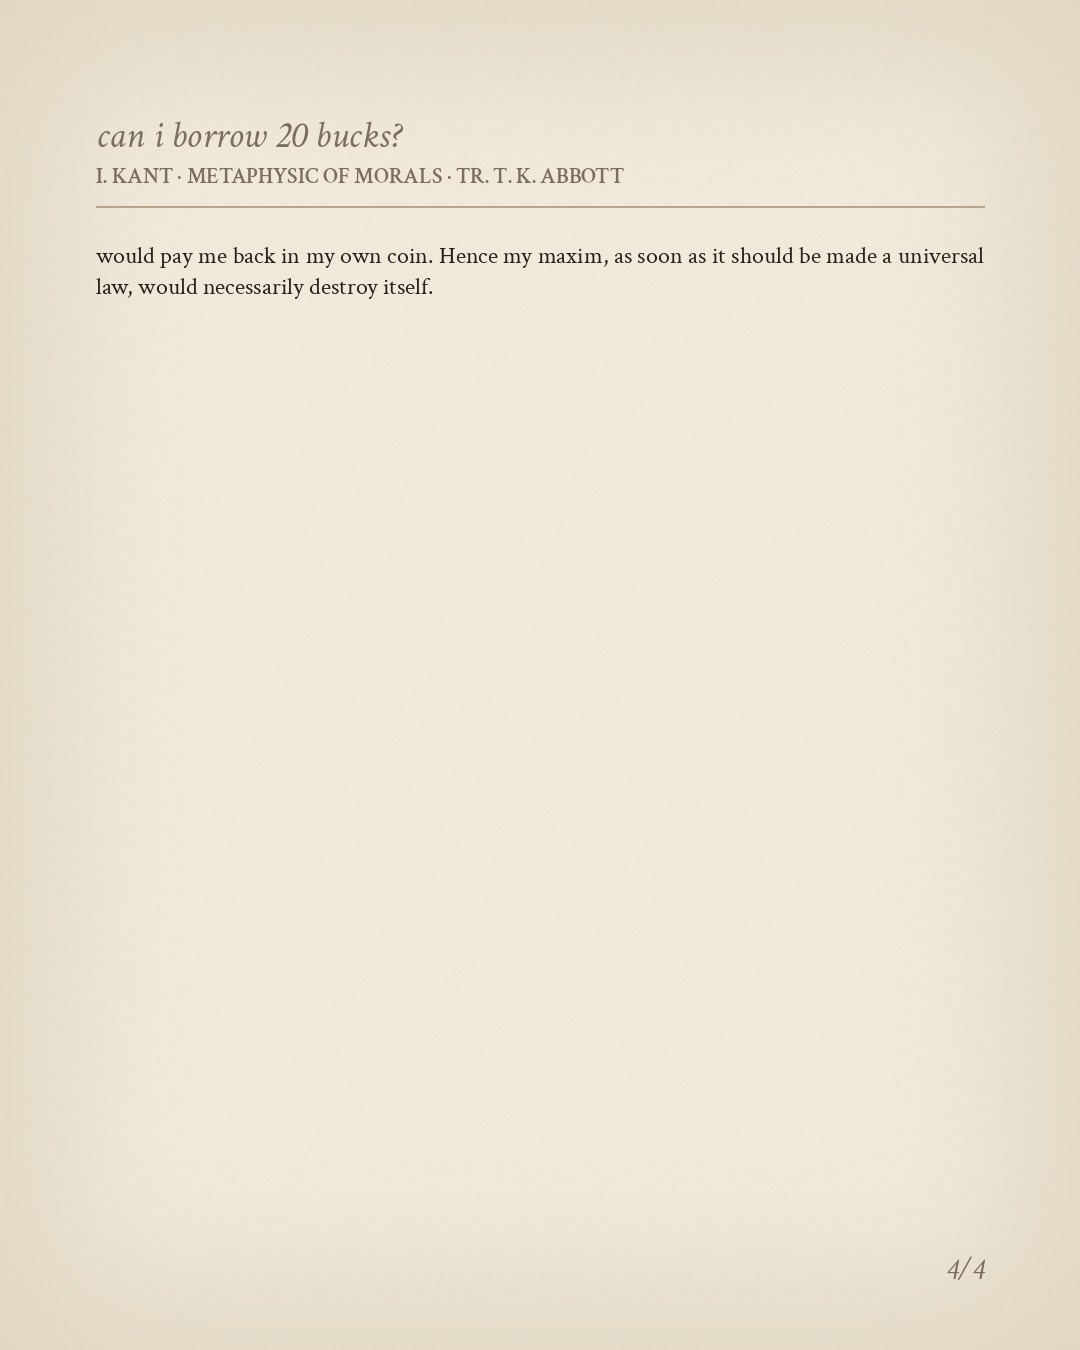 can i borrow 20 bucks?
I. KANT · METAPHYSIC OF MORALS · TR. T. K. ABBOTT
would pay me back in my own coin. Hence my maxim, as soon as it should be made a universal
law, would necessarily destroy itself.
4/4